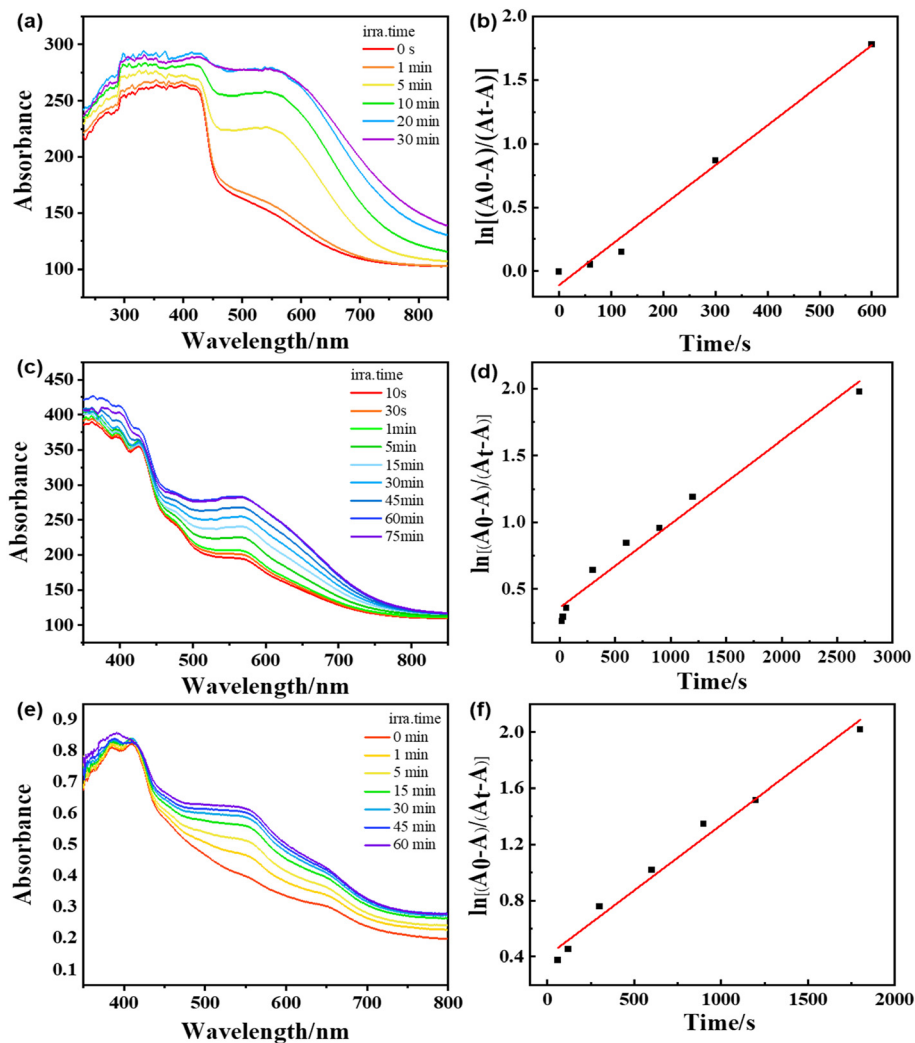 (a)
irra.time
0 s
1 min
5 min
10 min
20 min
30 min
Absorbance
300
250
200
150
100
300 400 500 600 700 800
Wavelength/nm
(b)
ln[(A0-A)/(At-A)]
2.0
1.5
1.0
0.5
0.0
0 100 200 300 400 500 600
Time/s
(c)
irra.time
10s
30s
1min
5min
15min
30min
45min
60min
75min
Absorbance
450
400
350
300
250
200
150
100
400 500 600 700 800
Wavelength/nm
(d)
ln[(A0-A)/(At-A)]
2.0
1.5
1.0
0.5
0 500 1000 1500 2000 2500 3000
Time/s
(e)
irra.time
0 min
1 min
5 min
15 min
30 min
45 min
60 min
Absorbance
0.9
0.8
0.7
0.6
0.5
0.4
0.3
0.2
0.1
400 500 600 700 800
Wavelength/nm
(f)
ln[(A0-A)/(At-A)]
2.0
1.6
1.2
0.8
0.4
0 500 1000 1500 2000
Time/s